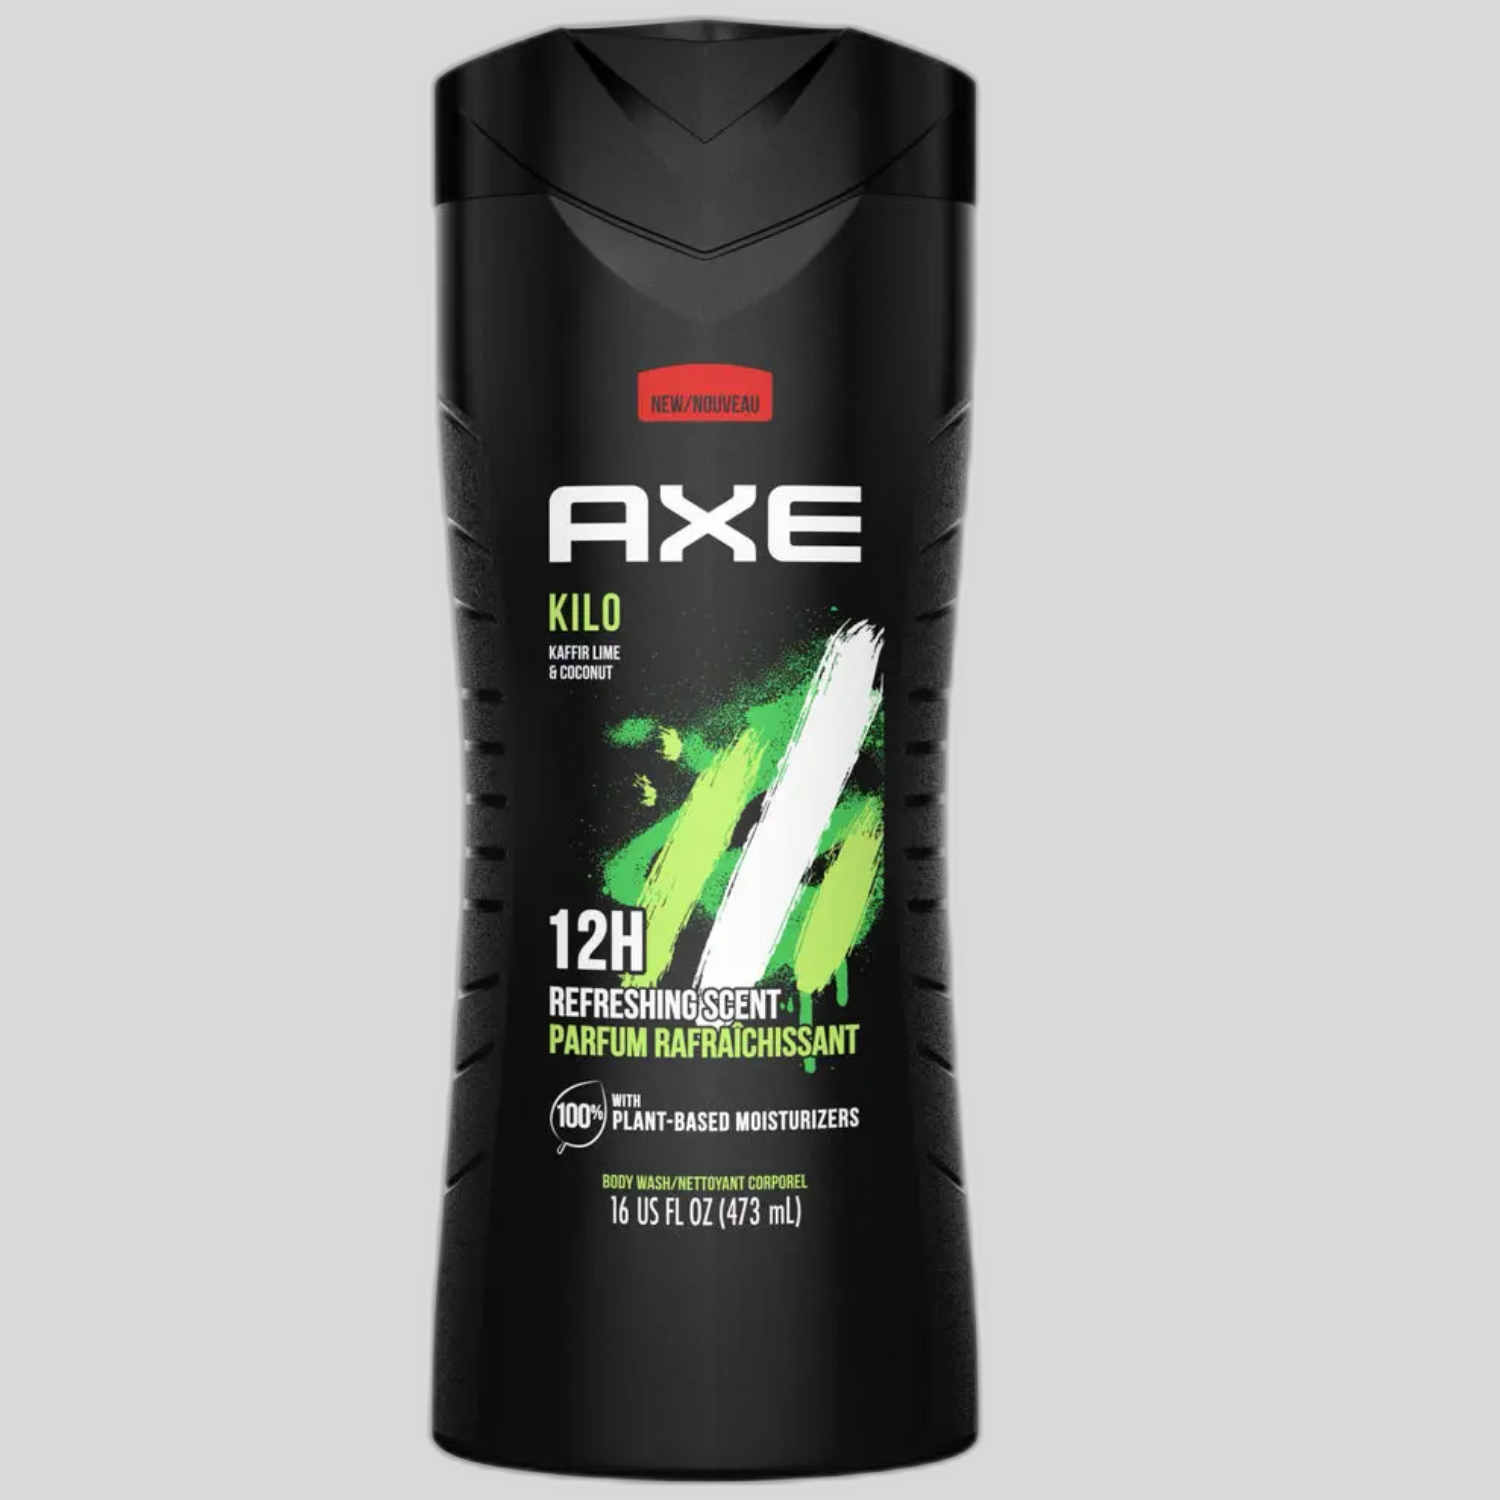 NEW/NOUVEAU
AXE
KILO
KAFFIR LIME
& COCONUT
12H
REFRESHING SCENT
PARFUM RAFRAÎCHISSANT
100% WITH
PLANT-BASED MOISTURIZERS
BODY WASH/NETTOYANT CORPOREL
16 US FL OZ (473 mL)